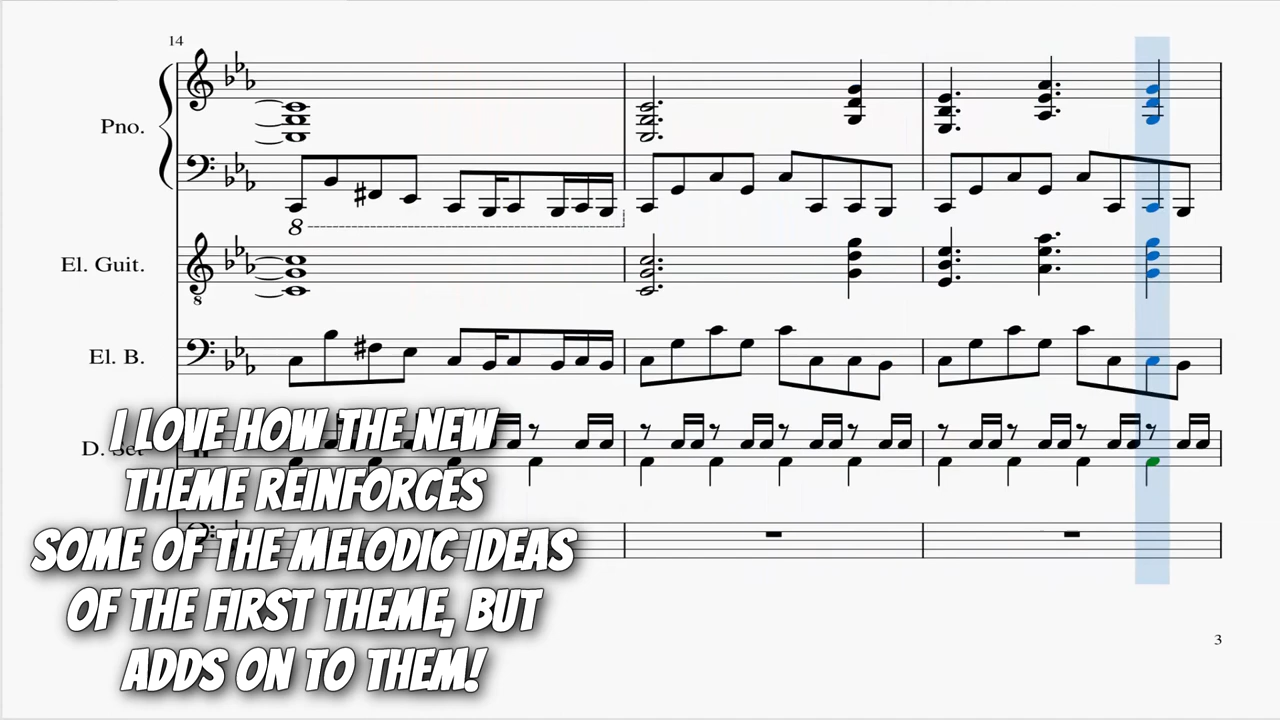 14
Pno.
8
El. Guit.
8
El. B.
I LOVE HOW THE NEW
THEME REINFORCES
SOME OF THE MELODIC IDEAS
OF THE FIRST THEME, BUT
ADDS ON TO THEM!
3